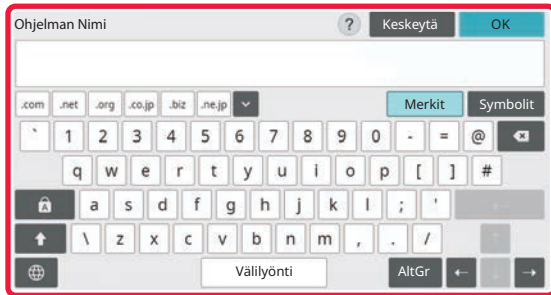 Ohjelman Nimi ? Keskeytä OK
.com .net .org .co.jp .biz .ne.jp Merkit Symbolit
` 1 2 3 4 5 6 7 8 9 0 - = @
q w e r t y u i o p [ ] #
A a s d f g h j k l ; '
\ z x c v b n m , . /
Välilyönti AltGr ← ↓ →